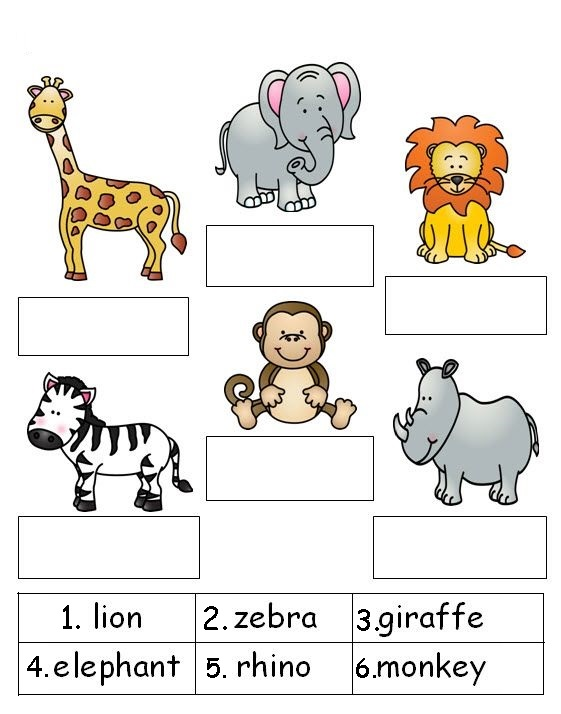 1. lion 2. zebra 3.giraffe
4.elephant 5. rhino 6.monkey